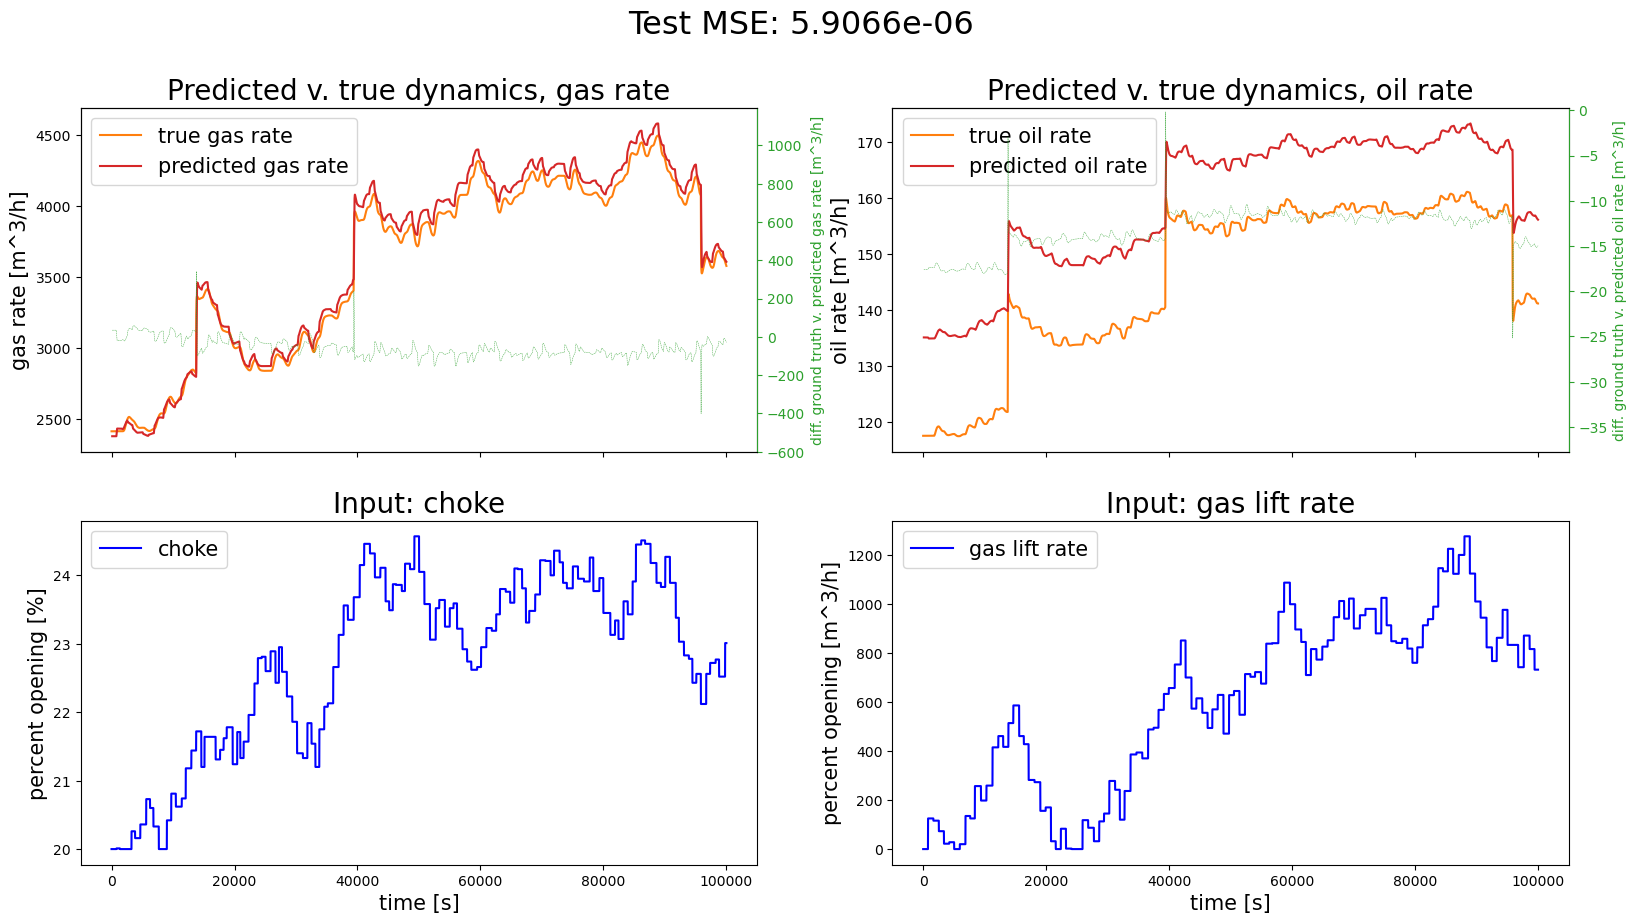 Test MSE: 5.9066e-06
Predicted v. true dynamics, gas rate
true gas rate
predicted gas rate
gas rate [m^3/h]
4500
4000
3500
3000
2500
1000
800
600
400
200
0
−200
−400
−600
diff. ground truth v. predicted gas rate [m^3/h]
Predicted v. true dynamics, oil rate
true oil rate
predicted oil rate
oil rate [m^3/h]
170
160
150
140
130
120
0
−5
−10
−15
−20
−25
−30
−35
diff. ground truth v. predicted oil rate [m^3/h]
Input: choke
choke
percent opening [%]
24
23
22
21
20
0 20000 40000 60000 80000 100000
time [s]
Input: gas lift rate
gas lift rate
percent opening [m^3/h]
1200
1000
800
600
400
200
0
0 20000 40000 60000 80000 100000
time [s]